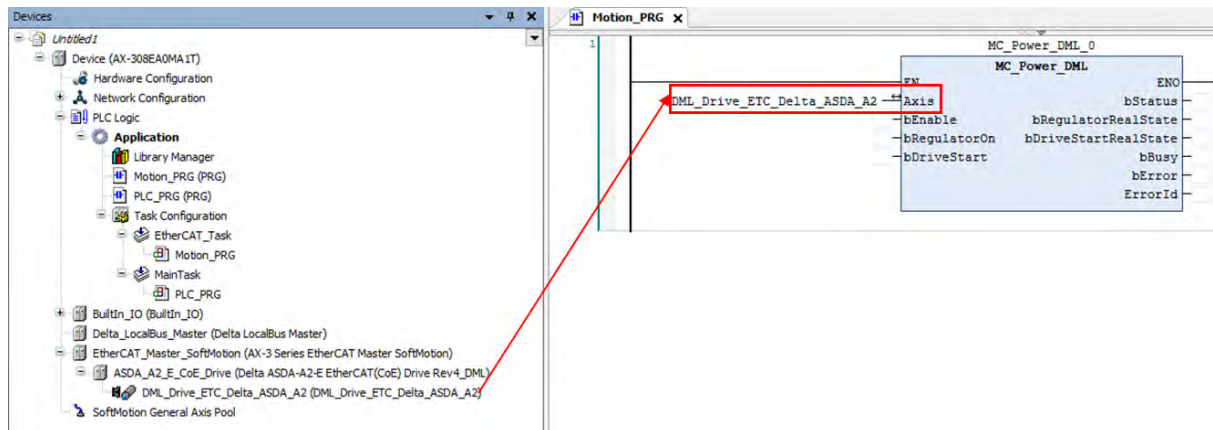 Devices
Untitled1
Device (AX-308EA0MA1T)
Hardware Configuration
Network Configuration
PLC Logic
Application
Library Manager
Motion_PRG (PRG)
PLC_PRG (PRG)
Task Configuration
EtherCAT_Task
Motion_PRG
MainTask
PLC_PRG
BuiltIn_IO (BuiltIn_IO)
Delta_LocalBus_Master (Delta LocalBus Master)
EtherCAT_Master_SoftMotion (AX-3 Series EtherCAT Master SoftMotion)
ASDA_A2_E_CoE_Drive (Delta ASDA-A2-E EtherCAT(CoE) Drive Rev4_DML)
DML_Drive_ETC_Delta_ASDA_A2 (DML_Drive_ETC_Delta_ASDA_A2)
SoftMotion General Axis Pool
Motion_PRG
1
MC_Power_DML_0
MC_Power_DML
EN ENO
DML_Drive_ETC_Delta_ASDA_A2 Axis bStatus
bEnable bRegulatorRealState
bRegulatorOn bDriveStartRealState
bDriveStart bBusy
bError
ErrorId